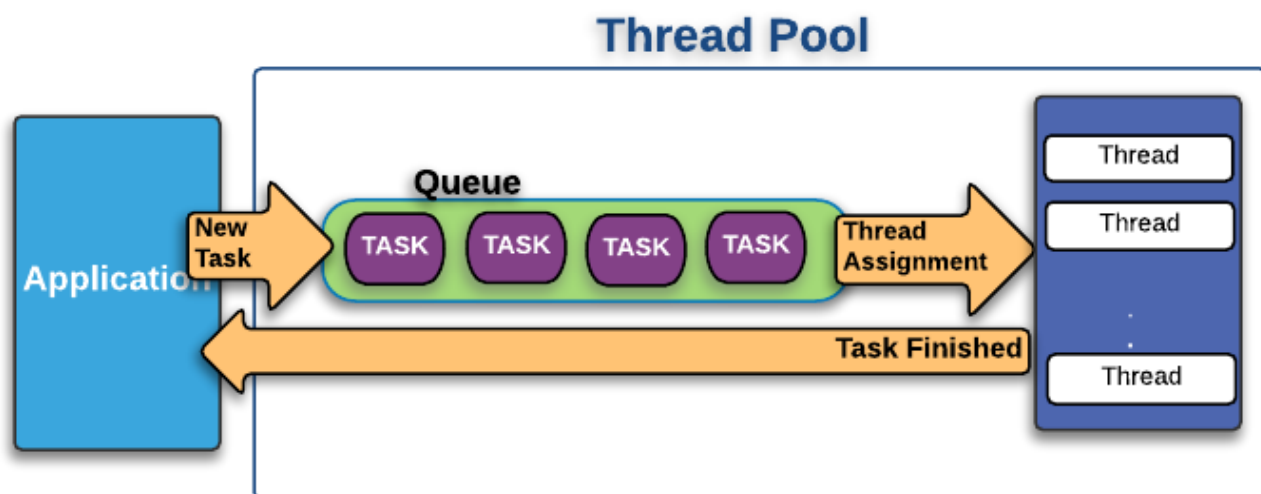 Thread Pool
Queue
New
Task
Application
TASK
TASK
TASK
TASK
Thread
Assignment
Task Finished
Thread
Thread
Thread